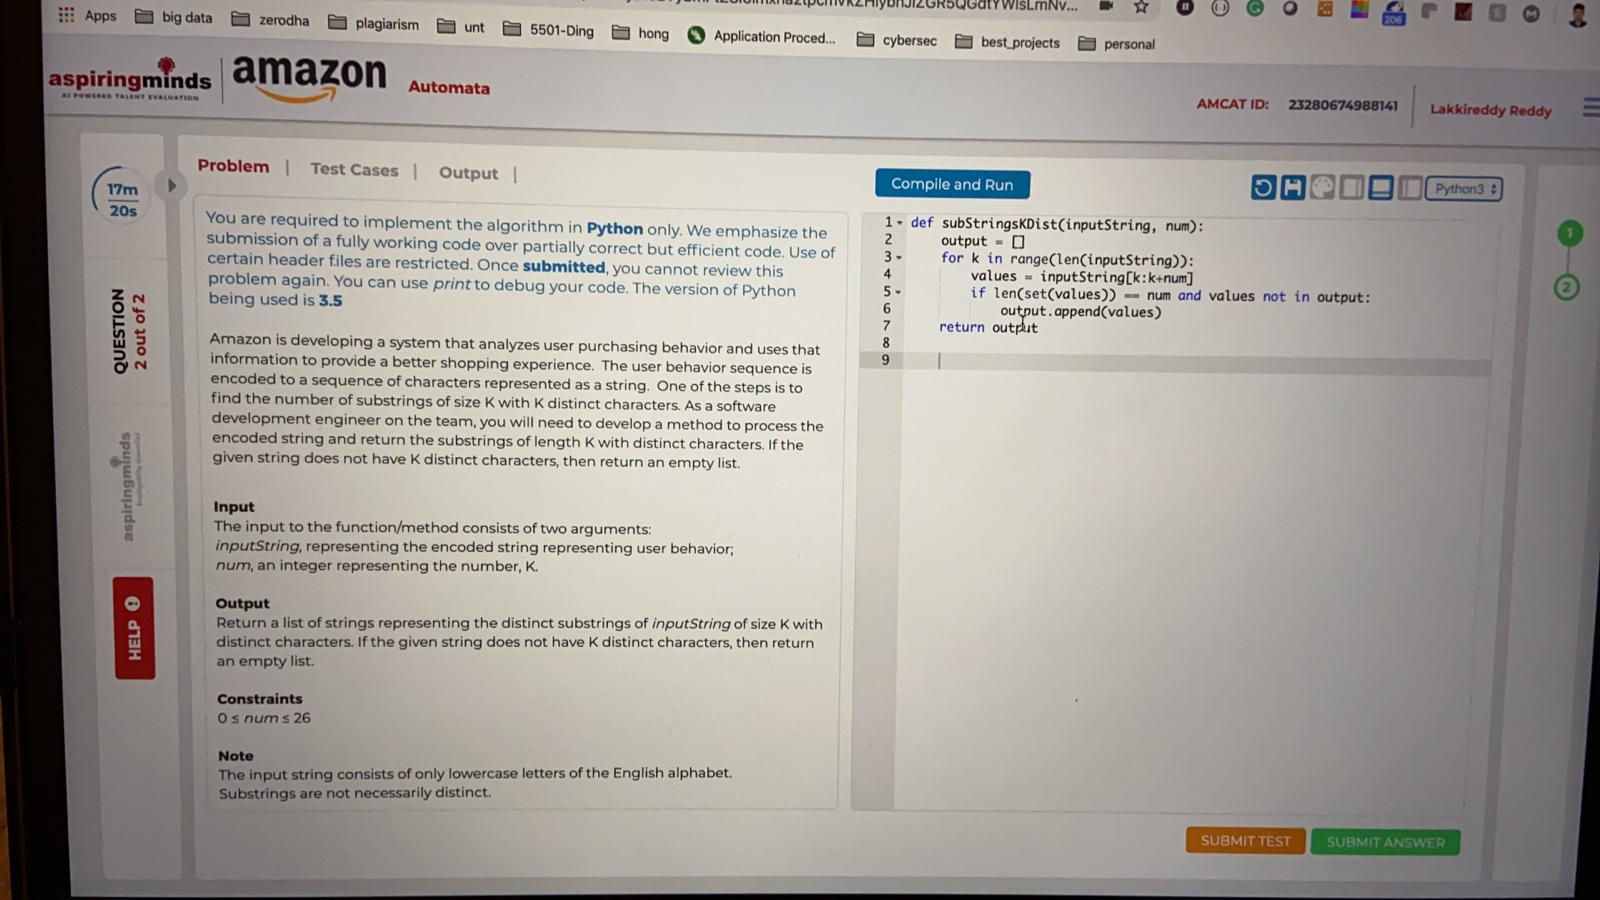 Apps big data zerodha plagiarism unt 5501-Ding hong Application Proced... cybersec best_projects personal
aspiringminds
AI POWERED TALENT EVALUATION
amazon
Automata
AMCAT ID: 23280674988141
Lakkireddy Reddy
206
17m
20s
QUESTION
2 out of 2
aspiringminds
HELP
Problem | Test Cases | Output |
You are required to implement the algorithm in Python only. We emphasize the
submission of a fully working code over partially correct but efficient code. Use of
certain header files are restricted. Once submitted, you cannot review this
problem again. You can use print to debug your code. The version of Python
being used is 3.5
Amazon is developing a system that analyzes user purchasing behavior and uses that
information to provide a better shopping experience. The user behavior sequence is
encoded to a sequence of characters represented as a string. One of the steps is to
find the number of substrings of size K with K distinct characters. As a software
development engineer on the team, you will need to develop a method to process the
encoded string and return the substrings of length K with distinct characters. If the
given string does not have K distinct characters, then return an empty list.
Input
The input to the function/method consists of two arguments:
inputString, representing the encoded string representing user behavior;
num, an integer representing the number, K.
Output
Return a list of strings representing the distinct substrings of inputString of size K with
distinct characters. If the given string does not have K distinct characters, then return
an empty list.
Constraints
0 ≤ num ≤ 26
Note
The input string consists of only lowercase letters of the English alphabet.
Substrings are not necessarily distinct.
Compile and Run
Python3
1 def subStringsKDist(inputString, num):
2 output = []
3 for k in range(len(inputString)):
4 values = inputString[k:k+num]
5 if len(set(values)) == num and values not in output:
6 output.append(values)
7 return output
8
9
1
2
SUBMIT TEST
SUBMIT ANSWER